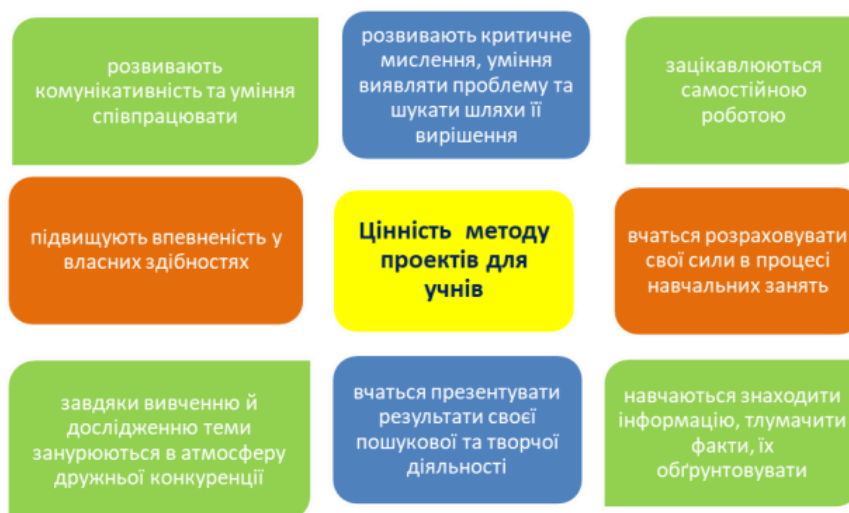 розвивають
комунікативність та уміння
співпрацювати
розвивають критичне
мислення, уміння
виявляти проблему та
шукати шляхи її
вирішення
зацікавлюються
самостійною
роботою
підвищують впевненість у
власних здібностях
Цінність методу
проектів для
учнів
вчаться розраховувати
свої сили в процесі
навчальних занять
завдяки вивченню й
дослідженню теми
занурюються в атмосферу
дружньої конкуренції
вчаться презентувати
результати своєї
пошукової та творчої
діяльності
навчаються знаходити
інформацію, тлумачити
факти, їх
обґрунтовувати